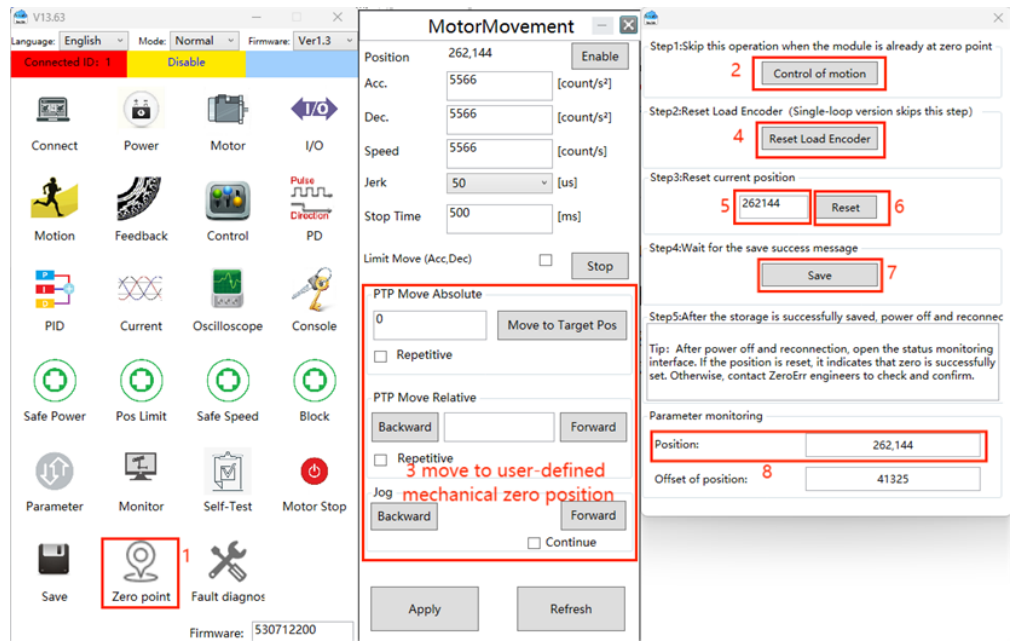 V13.63
Language: English Mode: Normal Firmware: Ver1.3
Connected ID: 1 Disable
Connect Power Motor I/O
I/O
Pulse
Direction
Motion Feedback Control PD
P
I
D
PID Current Oscilloscope Console
Safe Power Pos Limit Safe Speed Block
Parameter Monitor Self-Test Motor Stop
1
Save Zero point Fault diagnos
Firmware: 530712200
MotorMovement
Position 262,144 Enable
Acc. 5566 [count/s²]
Dec. 5566 [count/s²]
Speed 5566 [count/s]
Jerk 50 [us]
Stop Time 500 [ms]
Limit Move (Acc,Dec) Stop
PTP Move Absolute
0 Move to Target Pos
Repetitive
PTP Move Relative
Backward Forward
Repetitive
3 move to user-defined
mechanical zero position
Jog
Backward Forward
Continue
Apply Refresh
Step1:Skip this operation when the module is already at zero point
2 Control of motion
Step2:Reset Load Encoder (Single-loop version skips this step)
4 Reset Load Encoder
Step3:Reset current position
5 262144 Reset 6
Step4:Wait for the save success message
Save 7
Step5:After the storage is successfully saved, power off and reconnec
Tip: After power off and reconnection, open the status monitoring
interface. If the position is reset, it indicates that zero is successfully
set. Otherwise, contact ZeroErr engineers to check and confirm.
Parameter monitoring
Position: 262,144
8
Offset of position: 41325